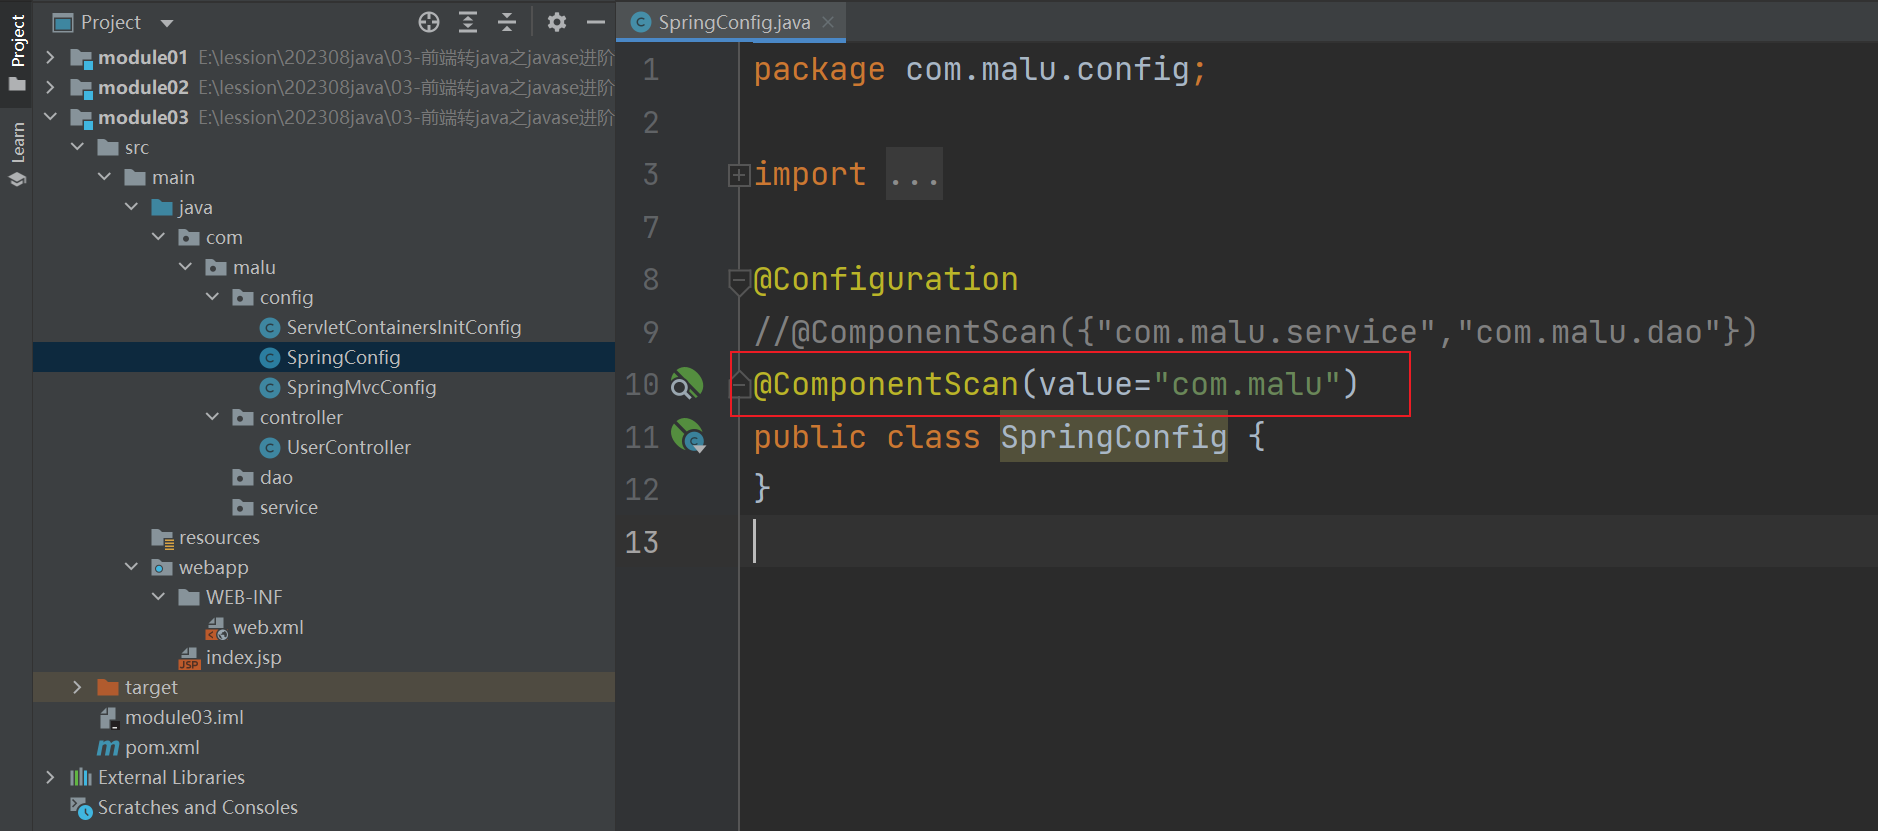 Project
Learn
Project
module01 E:\lession\202308java\03-前端转java之javase进阶
module02 E:\lession\202308java\03-前端转java之javase进阶
module03 E:\lession\202308java\03-前端转java之javase进阶
src
main
java
com
malu
config
ServletContainersInitConfig
SpringConfig
SpringMvcConfig
controller
UserController
dao
service
resources
webapp
WEB-INF
web.xml
index.jsp
target
module03.iml
pom.xml
External Libraries
Scratches and Consoles
SpringConfig.java
1 package com.malu.config;
2
3 import ...
7
8 @Configuration
9 //@ComponentScan({"com.malu.service","com.malu.dao"})
10 @ComponentScan(value="com.malu")
11 public class SpringConfig {
12 }
13